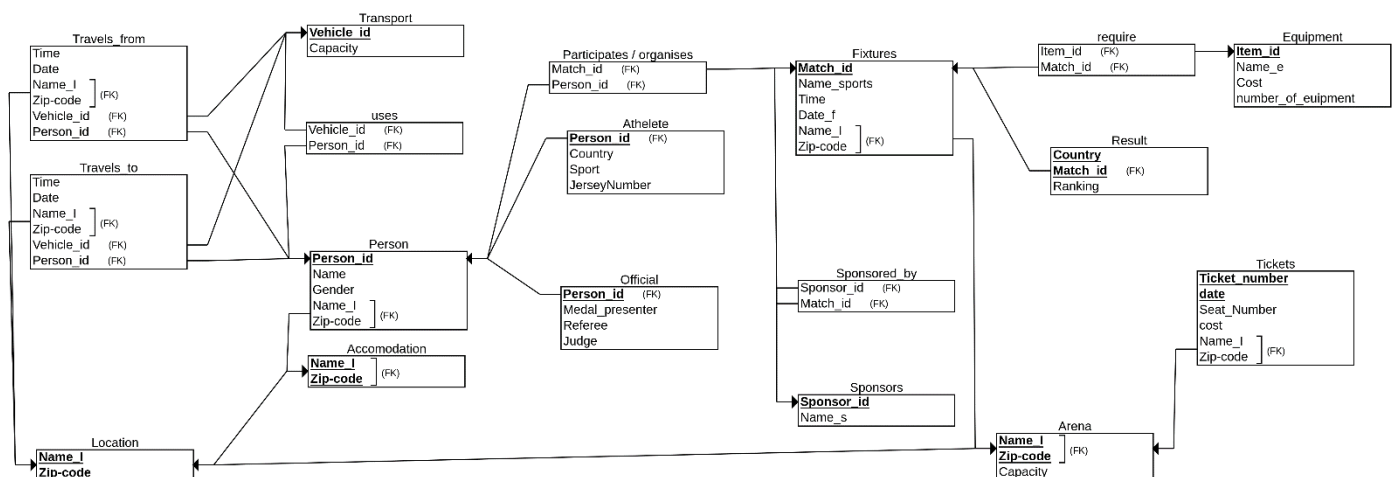 Travels_from
Time
Date
Name_l
Zip-code (FK)
Vehicle_id (FK)
Person_id (FK)
Travels_to
Time
Date
Name_l
Zip-code (FK)
Vehicle_id (FK)
Person_id (FK)
Location
Name_l
Zip-code
Transport
Vehicle_id
Capacity
uses
Vehicle_id (FK)
Person_id (FK)
Person
Person_id
Name
Gender
Name_l
Zip-code (FK)
Accomodation
Name_l
Zip-code (FK)
Participates / organises
Match_id (FK)
Person_id (FK)
Athelete
Person_id (FK)
Country
Sport
JerseyNumber
Official
Person_id (FK)
Medal_presenter
Referee
Judge
Fixtures
Match_id
Name_sports
Time
Date_f
Name_l
Zip-code (FK)
Sponsored_by
Sponsor_id (FK)
Match_id (FK)
Sponsors
Sponsor_id
Name_s
require
Item_id (FK)
Match_id (FK)
Equipment
Item_id
Name_e
Cost
number_of_euipment
Result
Country
Match_id (FK)
Ranking
Tickets
Ticket_number
date
Seat_Number
cost
Name_l
Zip-code (FK)
Arena
Name_l
Zip-code (FK)
Capacity